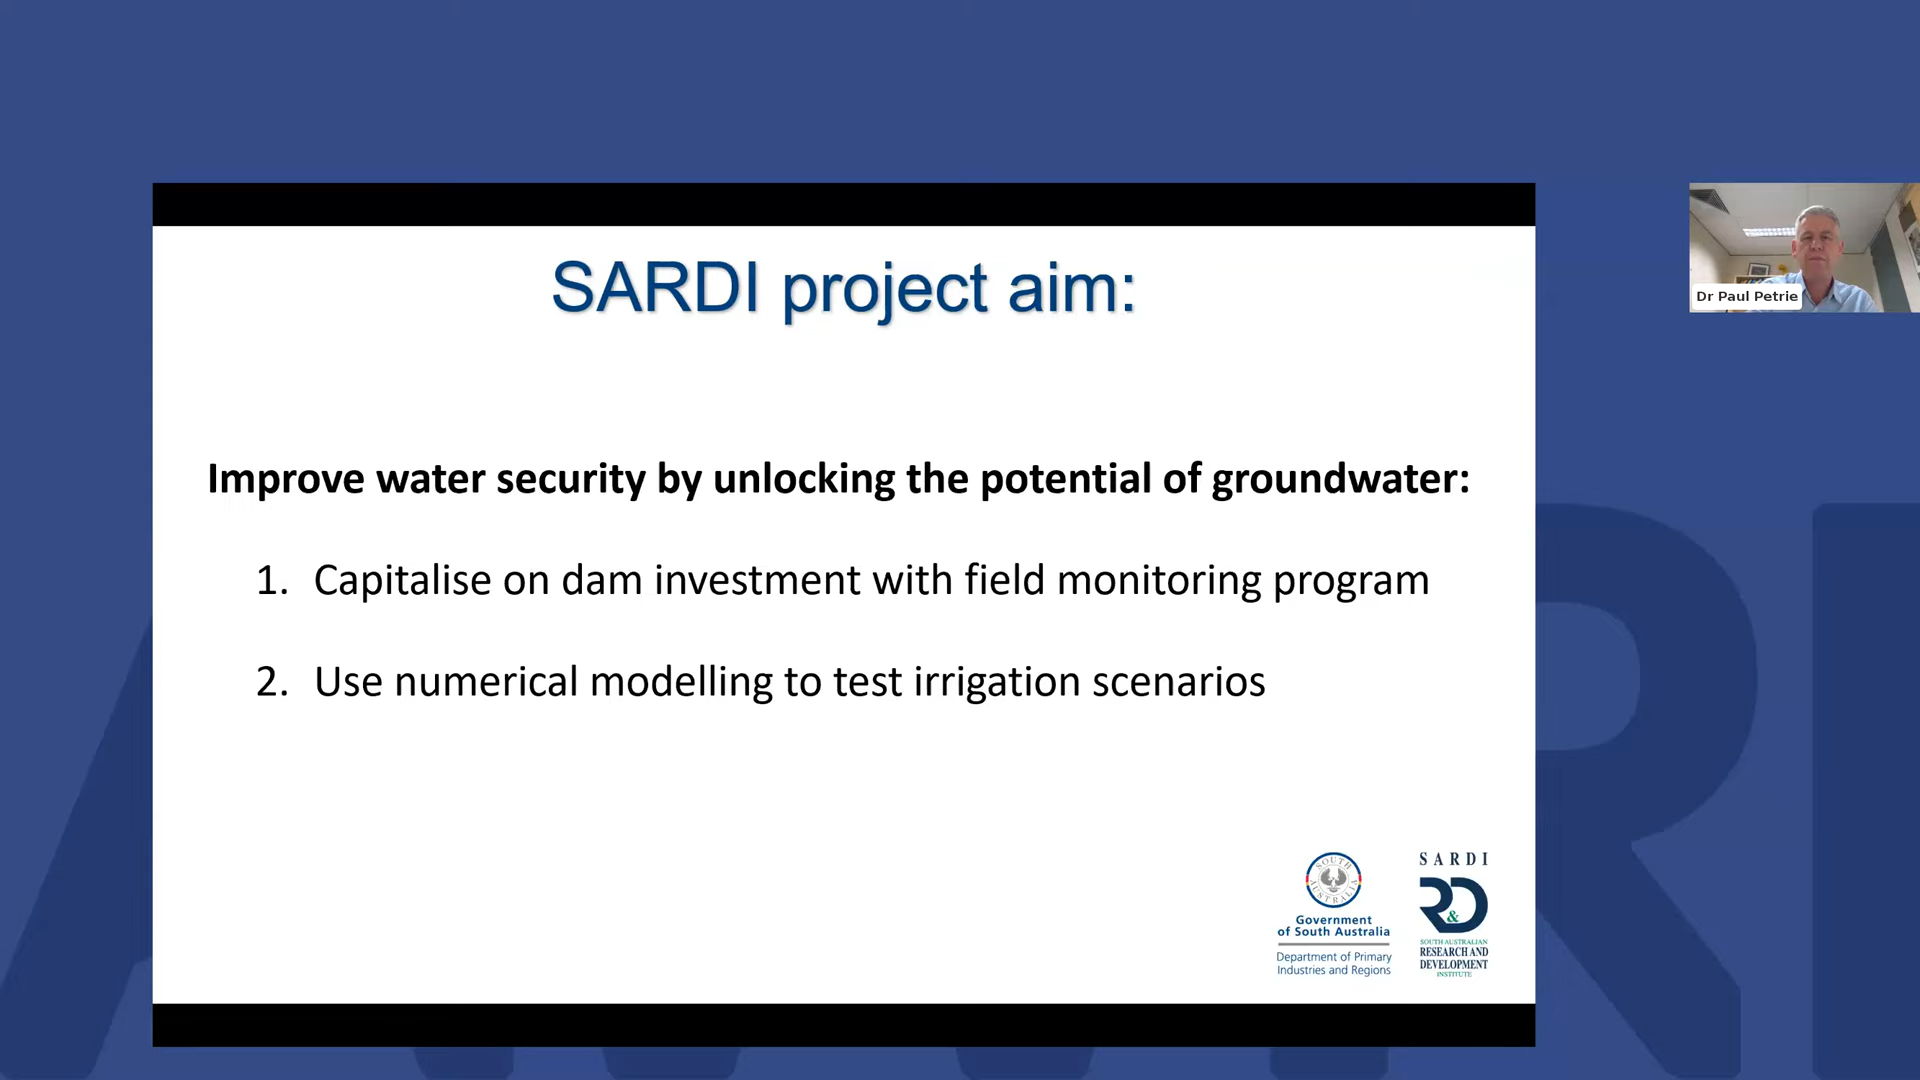 SARDI project aim:
Dr Paul Petrie
Improve water security by unlocking the potential of groundwater:
1. Capitalise on dam investment with field monitoring program
2. Use numerical modelling to test irrigation scenarios
SOUTH AUSTRALIA
Government
of South Australia
Department of Primary
Industries and Regions
SARDI
R&D
SOUTH AUSTRALIAN
RESEARCH AND
DEVELOPMENT
INSTITUTE